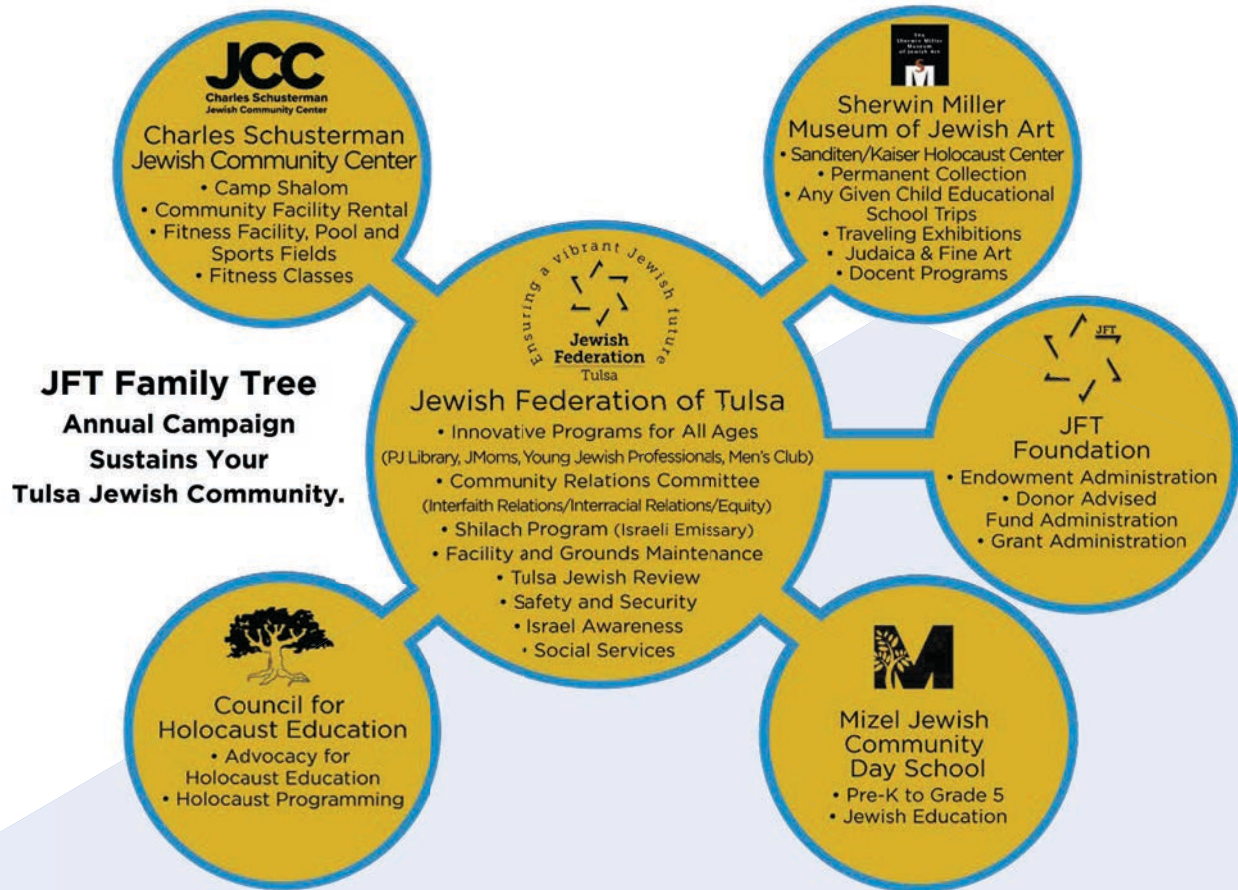 JCC
Charles Schusterman
Jewish Community Center
Charles Schusterman
Jewish Community Center
• Camp Shalom
• Community Facility Rental
• Fitness Facility, Pool and
Sports Fields
• Fitness Classes
The
Sherwin Miller
Museum
of Jewish Art
S
M
Sherwin Miller
Museum of Jewish Art
• Sanditen/Kaiser Holocaust Center
• Permanent Collection
• Any Given Child Educational
School Trips
• Traveling Exhibitions
• Judaica & Fine Art
• Docent Programs
JFT Family Tree
Annual Campaign
Sustains Your
Tulsa Jewish Community.
Ensuring a vibrant Jewish future
Jewish
Federation
Tulsa
Jewish Federation of Tulsa
• Innovative Programs for All Ages
(PJ Library, JMoms, Young Jewish Professionals, Men's Club)
• Community Relations Committee
(Interfaith Relations/Interracial Relations/Equity)
• Shilach Program (Israeli Emissary)
• Facility and Grounds Maintenance
• Tulsa Jewish Review
• Safety and Security
• Israel Awareness
• Social Services
JFT
JFT
Foundation
• Endowment Administration
• Donor Advised
Fund Administration
• Grant Administration
Council for
Holocaust Education
• Advocacy for
Holocaust Education
• Holocaust Programming
M
Mizel Jewish
Community
Day School
• Pre-K to Grade 5
• Jewish Education